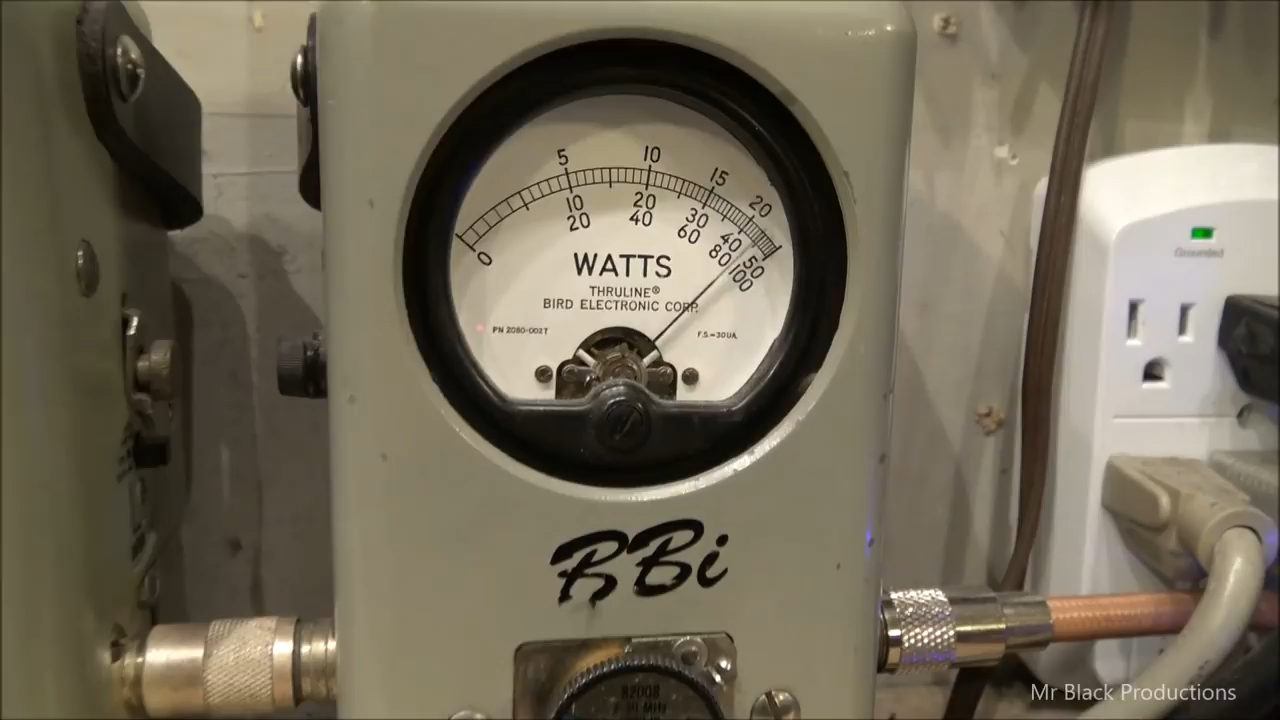 5 10 15 20
0 10 20 30 40 50
20 40 60 80 100
WATTS
THRULINE®
BIRD ELECTRONIC CORP.
PN 2080-002T
F.S.=30UA.
Grounded
RBi
Mr Black Productions